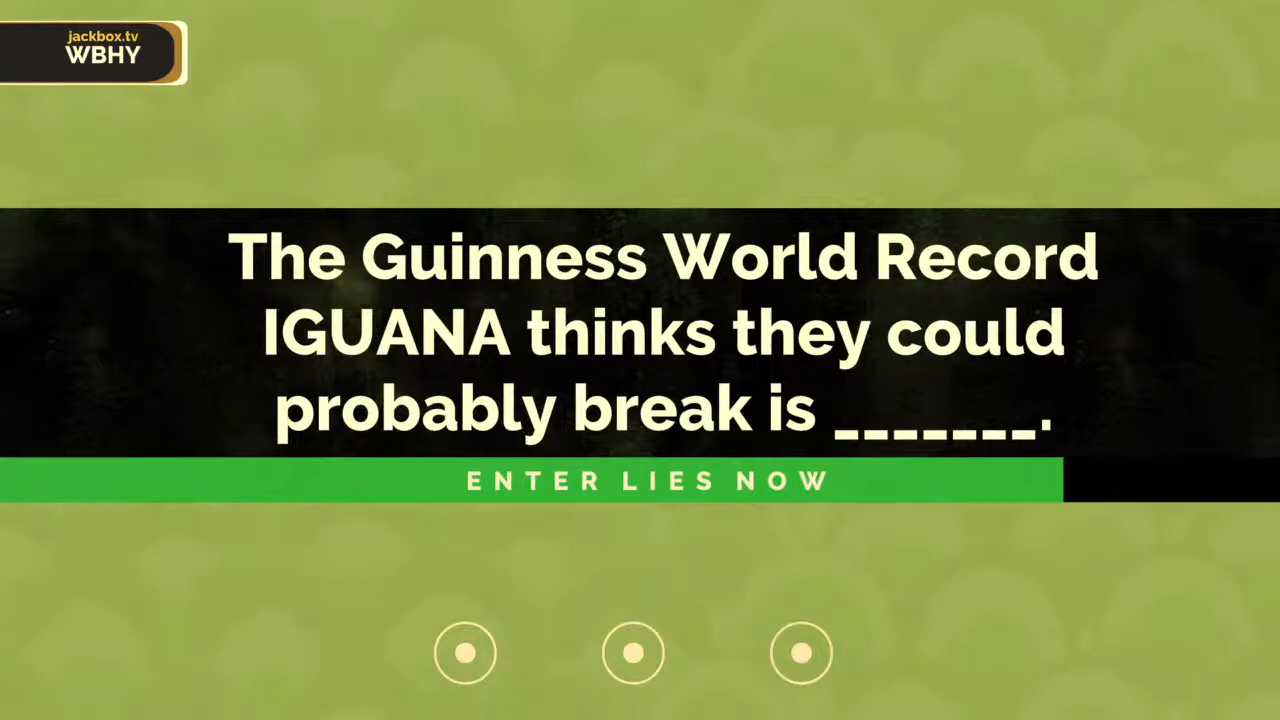 jackbox.tv
WBHY
The Guinness World Record
IGUANA thinks they could
probably break is _______.
ENTER LIES NOW